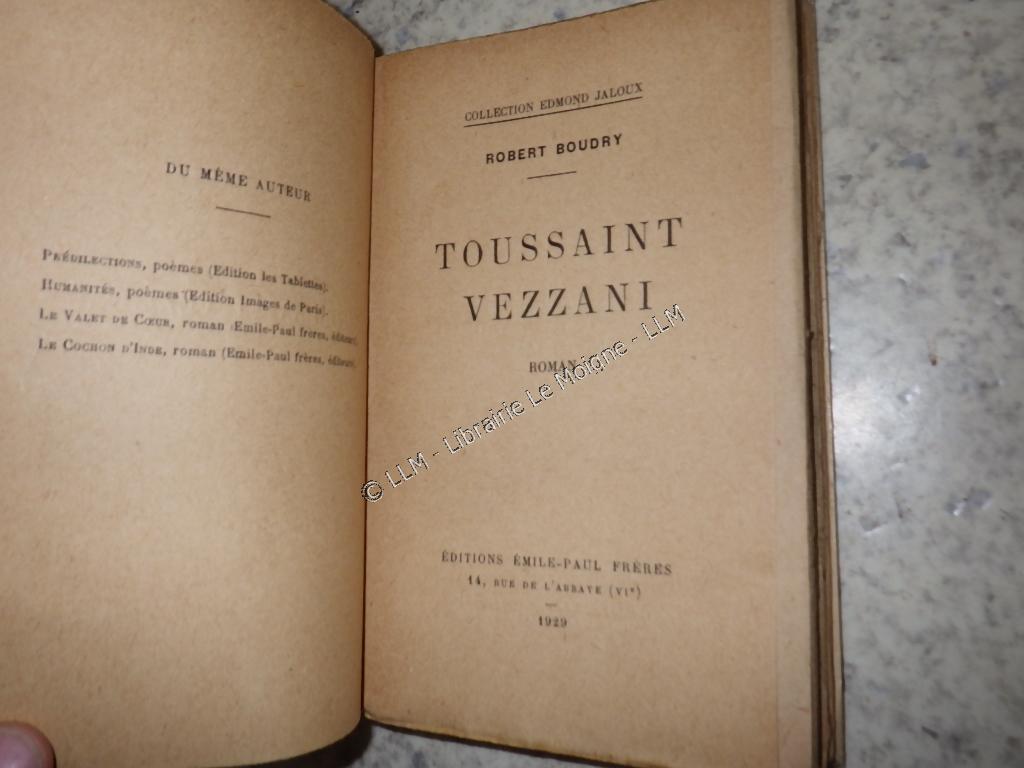 DU MÊME AUTEUR
PRÉDILECTIONS, poèmes (Edition les Tablettes).
HUMANITÉS, poèmes (Edition Images de Paris).
LE VALET DE CŒUR, roman (Emile-Paul frères, éditeurs).
LE COCHON D'INDE, roman (Emile-Paul frères, éditeurs).
COLLECTION EDMOND JALOUX
ROBERT BOUDRY
TOUSSAINT
VEZZANI
ROMAN
© LLM - Librairie Le Moigne - LLM
ÉDITIONS ÉMILE-PAUL FRÈRES
14, RUE DE L'ABBAYE (VIe)
1929